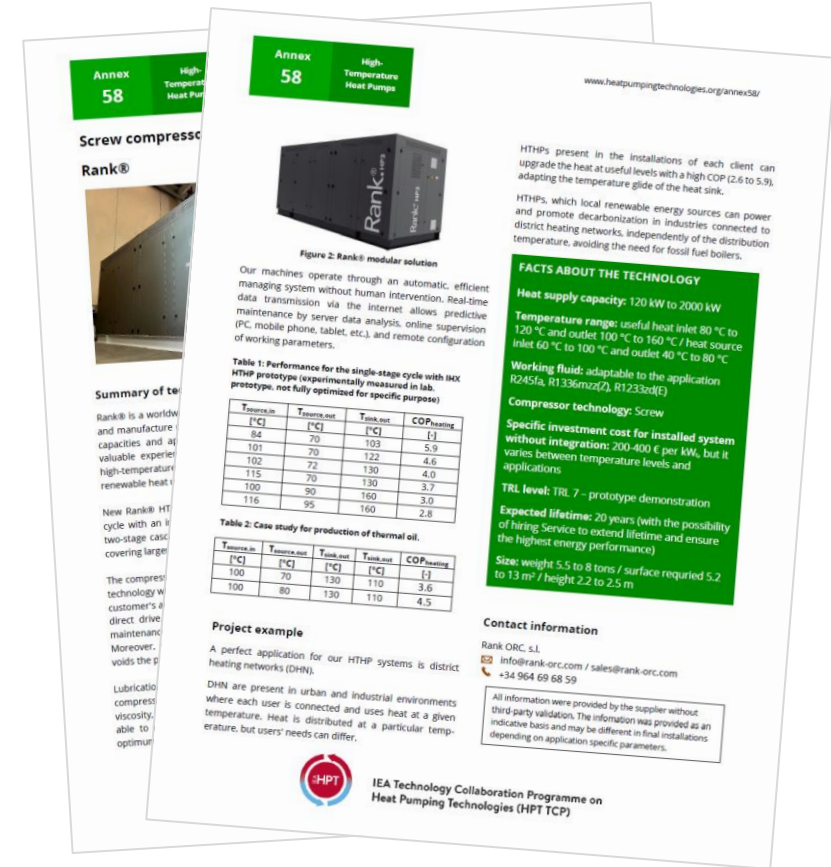 Annex
58
High-
Temperat
Heat Pur
Screw compresso
Rank®
Summary of te
Rank® is a worldw
and manufacture
capacities and ap
valuable experie
high-temperature
renewable heat
New Rank® HT
cycle with an i
two-stage casc
covering large
The compres
technology w
customer's a
direct drive
maintenanc
Moreover,
voids the p
Lubricatio
compress
viscosity.
able to
optimur
Annex
58
High-
Temperature
Heat Pumps
www.heatpumpingtechnologies.org/annex58/
Rank® HP3
Rank® HP3
Figure 2: Rank® modular solution
Our machines operate through an automatic, efficient
managing system without human intervention. Real-time
data transmission via the internet allows predictive
maintenance by server data analysis, online supervision
(PC, mobile phone, tablet, etc.), and remote configuration
of working parameters.
Table 1: Performance for the single-stage cycle with IHX
HTHP prototype (experimentally measured in lab.
prototype, not fully optimized for specific purpose)
Tsource,in Tsource,out Tsink,out COPheating
[°C] [°C] [°C] [-]
84 70 103 5.9
101 70 122 4.6
102 72 130 4.0
115 70 130 3.7
100 90 160 3.0
116 95 160 2.8
Table 2: Case study for production of thermal oil.
Tsource,in Tsource,out Tsink,out Tsink,out COPheating
[°C] [°C] [°C] [°C] [-]
100 70 130 110 3.6
100 80 130 110 4.5
Project example
A perfect application for our HTHP systems is district
heating networks (DHN).
DHN are present in urban and industrial environments
where each user is connected and uses heat at a given
temperature. Heat is distributed at a particular temp-
erature, but users' needs can differ.
HTHPs present in the installations of each client can
upgrade the heat at useful levels with a high COP (2.6 to 5.9),
adapting the temperature glide of the heat sink.
HTHPs, which local renewable energy sources can power
and promote decarbonization in industries connected to
district heating networks, independently of the distribution
temperature, avoiding the need for fossil fuel boilers.
FACTS ABOUT THE TECHNOLOGY
Heat supply capacity: 120 kW to 2000 kW
Temperature range: useful heat inlet 80 °C to
120 °C and outlet 100 °C to 160 °C / heat source
inlet 60 °C to 100 °C and outlet 40 °C to 80 °C
Working fluid: adaptable to the application
R245fa, R1336mzz(Z), R1233zd(E)
Compressor technology: Screw
Specific investment cost for installed system
without integration: 200-400 € per kWt, but it
varies between temperature levels and
applications
TRL level: TRL 7 – prototype demonstration
Expected lifetime: 20 years (with the possibility
of hiring Service to extend lifetime and ensure
the highest energy performance)
Size: weight 5.5 to 8 tons / surface requried 5.2
to 13 m² / height 2.2 to 2.5 m
Contact information
Rank ORC, s.l.
info@rank-orc.com / sales@rank-orc.com
+34 964 69 68 59
All information were provided by the supplier without
third-party validation. The infomation was provided as an
indicative basis and may be different in final installations
depending on application specific parameters.
HPT
IEA Technology Collaboration Programme on
Heat Pumping Technologies (HPT TCP)